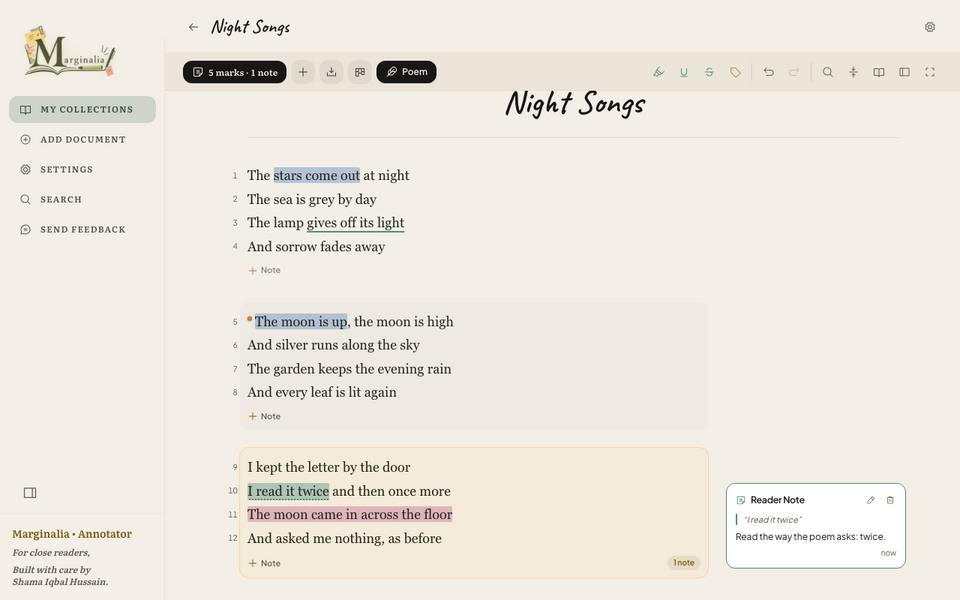 Marginalia
MY COLLECTIONS
ADD DOCUMENT
SETTINGS
SEARCH
SEND FEEDBACK
Marginalia • Annotator
For close readers,
Built with care by
Shama Iqbal Hussain.
Night Songs
5 marks · 1 note
Poem
Night Songs
1 The stars come out at night
2 The sea is grey by day
3 The lamp gives off its light
4 And sorrow fades away
+ Note
5 The moon is up, the moon is high
6 And silver runs along the sky
7 The garden keeps the evening rain
8 And every leaf is lit again
+ Note
9 I kept the letter by the door
10 I read it twice and then once more
11 The moon came in across the floor
12 And asked me nothing, as before
+ Note
1 note
Reader Note
"I read it twice"
Read the way the poem asks: twice.
now